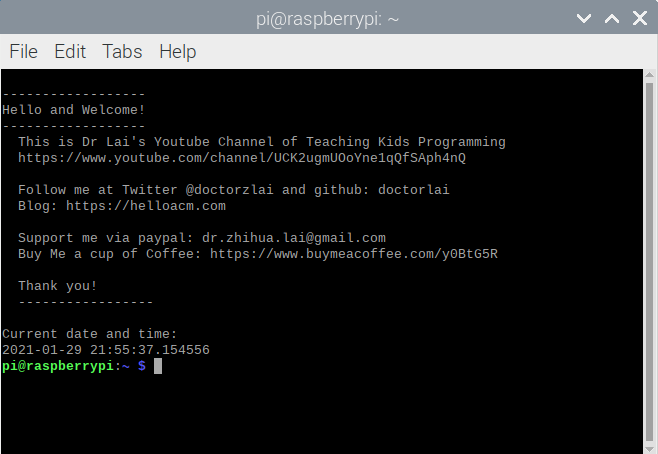 pi@raspberrypi: ~
File Edit Tabs Help
------------------
Hello and Welcome!
------------------
This is Dr Lai's Youtube Channel of Teaching Kids Programming
https://www.youtube.com/channel/UCK2ugmUOoYne1qQfSAph4nQ
Follow me at Twitter @doctorzlai and github: doctorlai
Blog: https://helloacm.com
Support me via paypal: dr.zhihua.lai@gmail.com
Buy Me a cup of Coffee: https://www.buymeacoffee.com/y0BtG5R
Thank you!
-----------------
Current date and time:
2021-01-29 21:55:37.154556
pi@raspberrypi:~ $